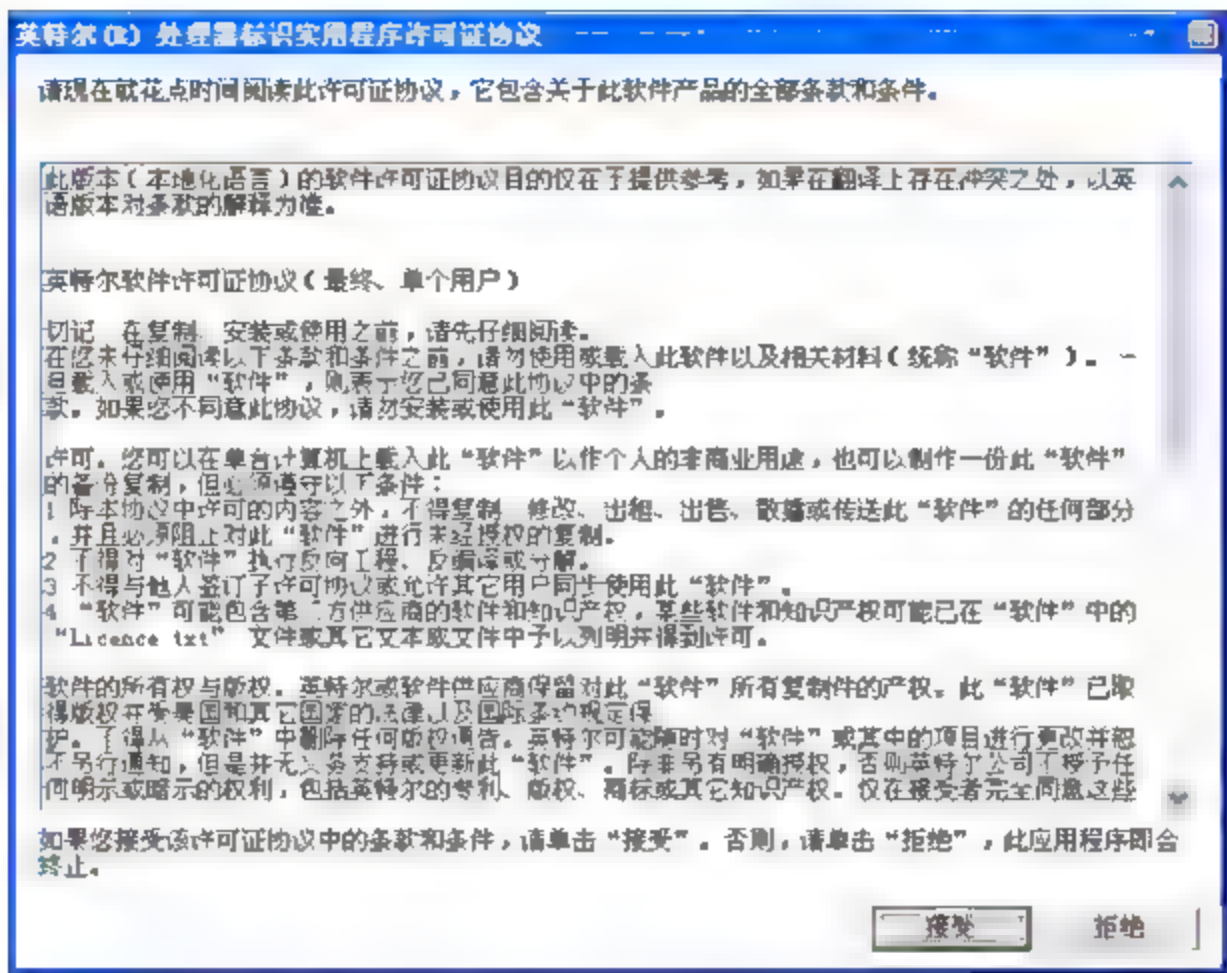 英特尔(R) 处理器标识实用程序许可证协议
请现在就花点时间阅读此许可证协议，它包含关于此软件产品的全部条款和条件。
此版本(本地化语言)的软件许可证协议目的仅在于提供参考，如果在翻译上存在冲突之处，以英
语版本对条款的解释为准。
英特尔软件许可证协议(最终、单个用户)
切记 在复制、安装或使用之前，请先仔细阅读。
在您未仔细阅读以下条款和条件之前，请勿使用或载入此软件以及相关材料(统称“软件”)。一
旦载入或使用“软件”，则表示您已同意此协议中的条
款。如果您不同意此协议，请勿安装或使用此“软件”。
许可。您可以在单台计算机上载入此“软件”以作个人的非商业用途，也可以制作一份此“软件”
的备份复制，但必须遵守以下条件：
1 除本协议中许可的内容之外，不得复制、修改、出租、出售、散播或传送此“软件”的任何部分
，并且必须阻止对此“软件”进行未经授权的复制。
2 不得对“软件”执行反向工程、反编译或分解。
3 不得与他人签订子许可协议或允许其它用户同步使用此“软件”。
4 “软件”可能包含第三方供应商的软件和知识产权，某些软件和知识产权可能已在“软件”中的
“Licence txt” 文件或其它文本或文件中予以列明并得到许可。
软件的所有权与版权。英特尔或软件供应商保留对此“软件”所有复制件的产权。此“软件”已取
得版权并受美国和其它国家的法律以及国际条约规定保
护。不得从“软件”中删除任何版权通告。英特尔可能随时对“软件”或其中的项目进行更改并恕
不另行通知，但是并无义务支持或更新此“软件”。除非另有明确授权，否则英特尔公司不授予任
何明示或暗示的权利，包括英特尔的专利、版权、商标或其它知识产权。仅在接受者完全同意这些
如果您接受该许可证协议中的条款和条件，请单击“接受”。否则，请单击“拒绝”，此应用程序即会
终止。
接受
拒绝